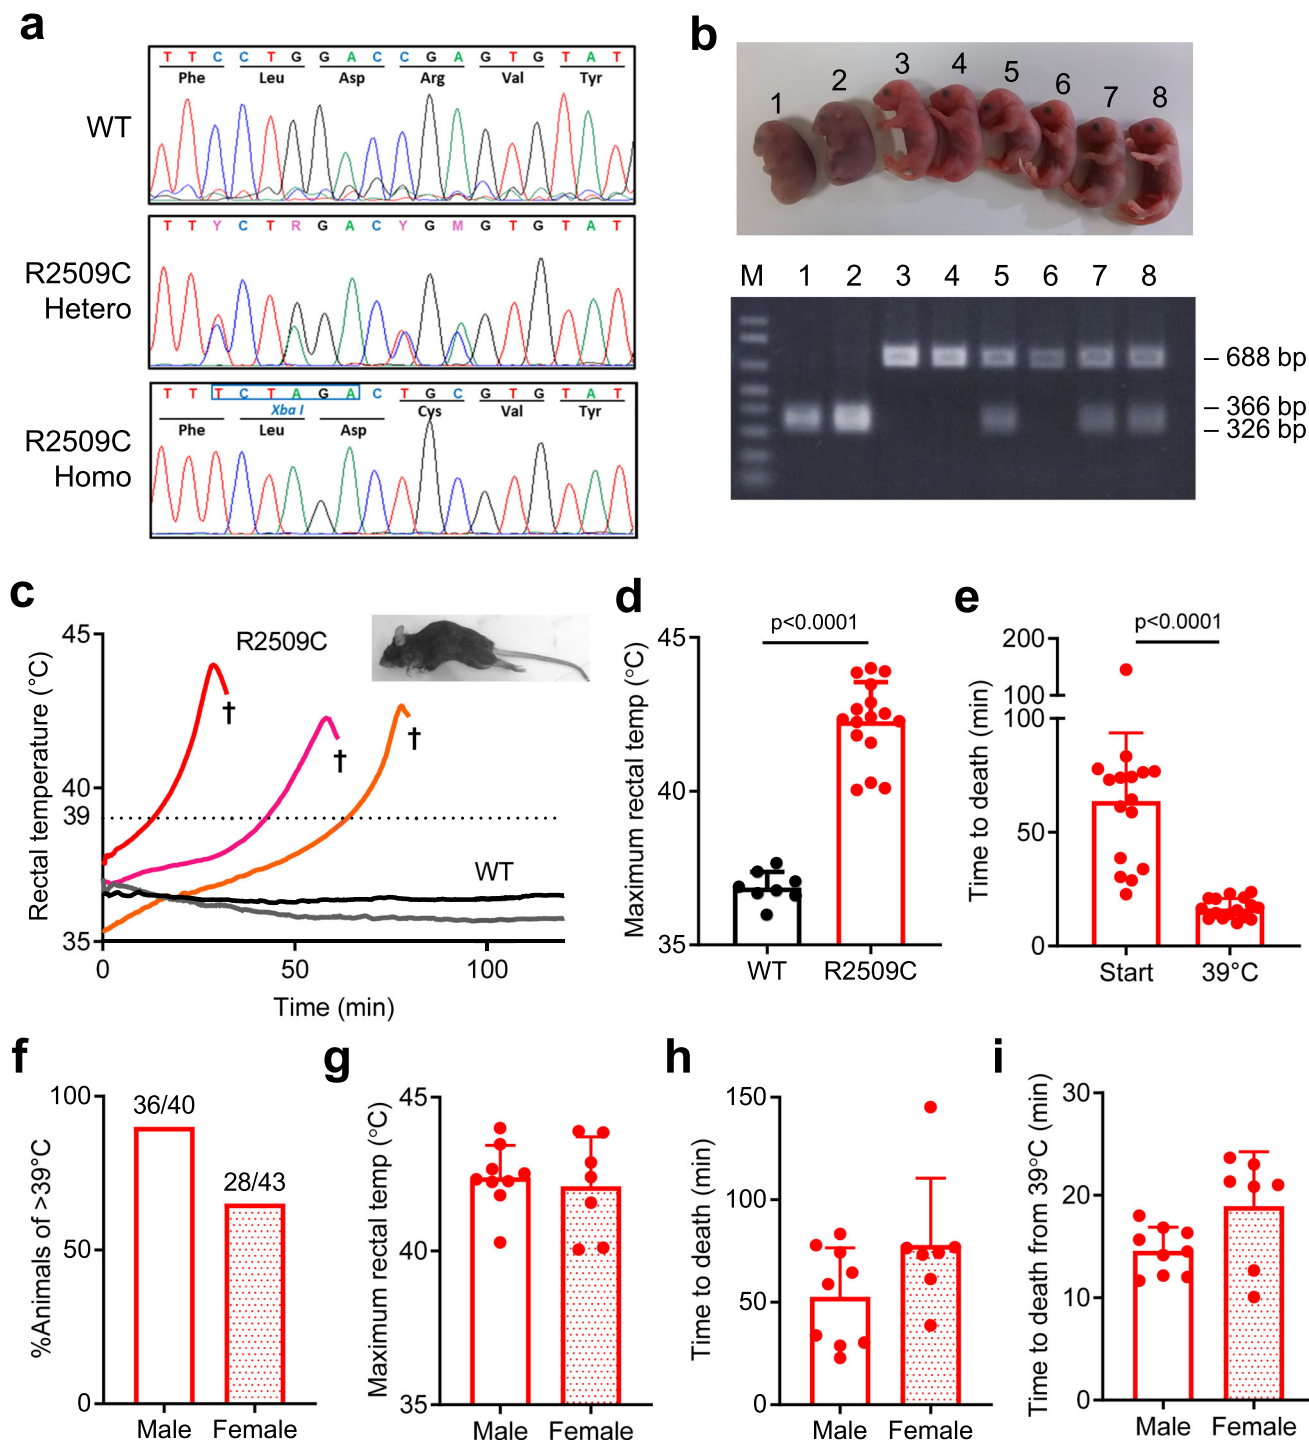 a
WT
T T C C T G G A C C G A G T G T A T
Phe Leu Asp Arg Val Tyr
R2509C
Hetero
T T Y C T R G A C Y G M G T G T A T
R2509C
Homo
T T T C T A G A C T G C G T G T A T
Xba I
Phe Leu Asp Cys Val Tyr
b
1 2 3 4 5 6 7 8
M 1 2 3 4 5 6 7 8
– 688 bp
– 366 bp
– 326 bp
c
Rectal temperature (°C)
45
40
39
35
R2509C
† † †
WT
0 50 100
Time (min)
d
Maximum rectal temp (°C)
45
40
35
p<0.0001
WT R2509C
e
Time to death (min)
200
100
100
50
0
p<0.0001
Start 39°C
f
%Animals of >39°C
100
50
0
36/40
28/43
Male Female
g
Maximum rectal temp (°C)
45
40
35
Male Female
h
Time to death (min)
150
100
50
0
Male Female
i
Time to death from 39°C (min)
30
20
10
0
Male Female